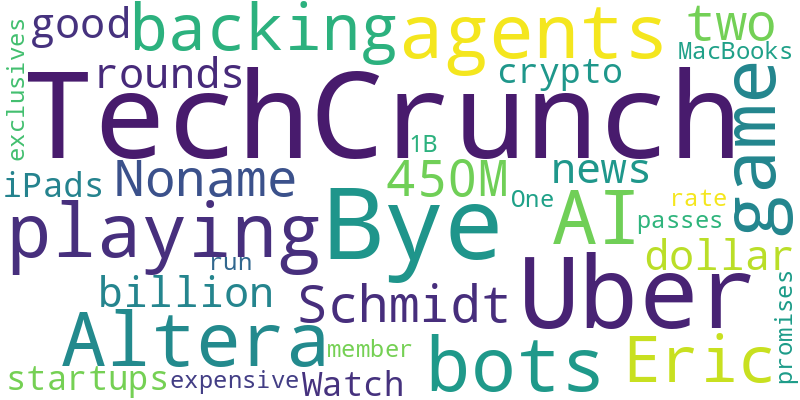 good
backing
agents
two
MacBooks
exclusives
rounds
crypto
TechCrunch
game
1B
iPads
Noname
450M
news
One
rate
playing
Bye
AI
passes
run
dollar
billion
Schmidt
Uber
promises
Altera
member
bots
Eric
startups
expensive
Watch